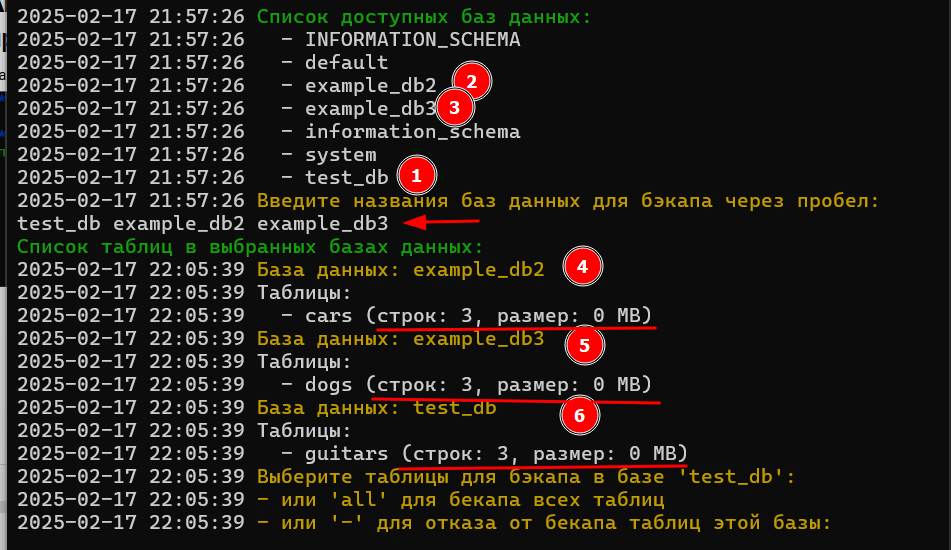 2025-02-17 21:57:26 Список доступных баз данных:
2025-02-17 21:57:26   - INFORMATION_SCHEMA
2025-02-17 21:57:26   - default
2025-02-17 21:57:26   - example_db2 2
2025-02-17 21:57:26   - example_db3 3
2025-02-17 21:57:26   - information_schema
2025-02-17 21:57:26   - system
2025-02-17 21:57:26   - test_db 1
2025-02-17 21:57:26 Введите названия баз данных для бэкапа через пробел:
test_db example_db2 example_db3
Список таблиц в выбранных базах данных:
2025-02-17 22:05:39 База данных: example_db2 4
2025-02-17 22:05:39 Таблицы:
2025-02-17 22:05:39   - cars (строк: 3, размер: 0 MB)
2025-02-17 22:05:39 База данных: example_db3 5
2025-02-17 22:05:39 Таблицы:
2025-02-17 22:05:39   - dogs (строк: 3, размер: 0 MB)
2025-02-17 22:05:39 База данных: test_db 6
2025-02-17 22:05:39 Таблицы:
2025-02-17 22:05:39   - guitars (строк: 3, размер: 0 MB)
2025-02-17 22:05:39 Выберите таблицы для бэкапа в базе 'test_db':
2025-02-17 22:05:39 - или 'all' для бекапа всех таблиц
2025-02-17 22:05:39 - или '-' для отказа от бекапа таблиц этой базы: